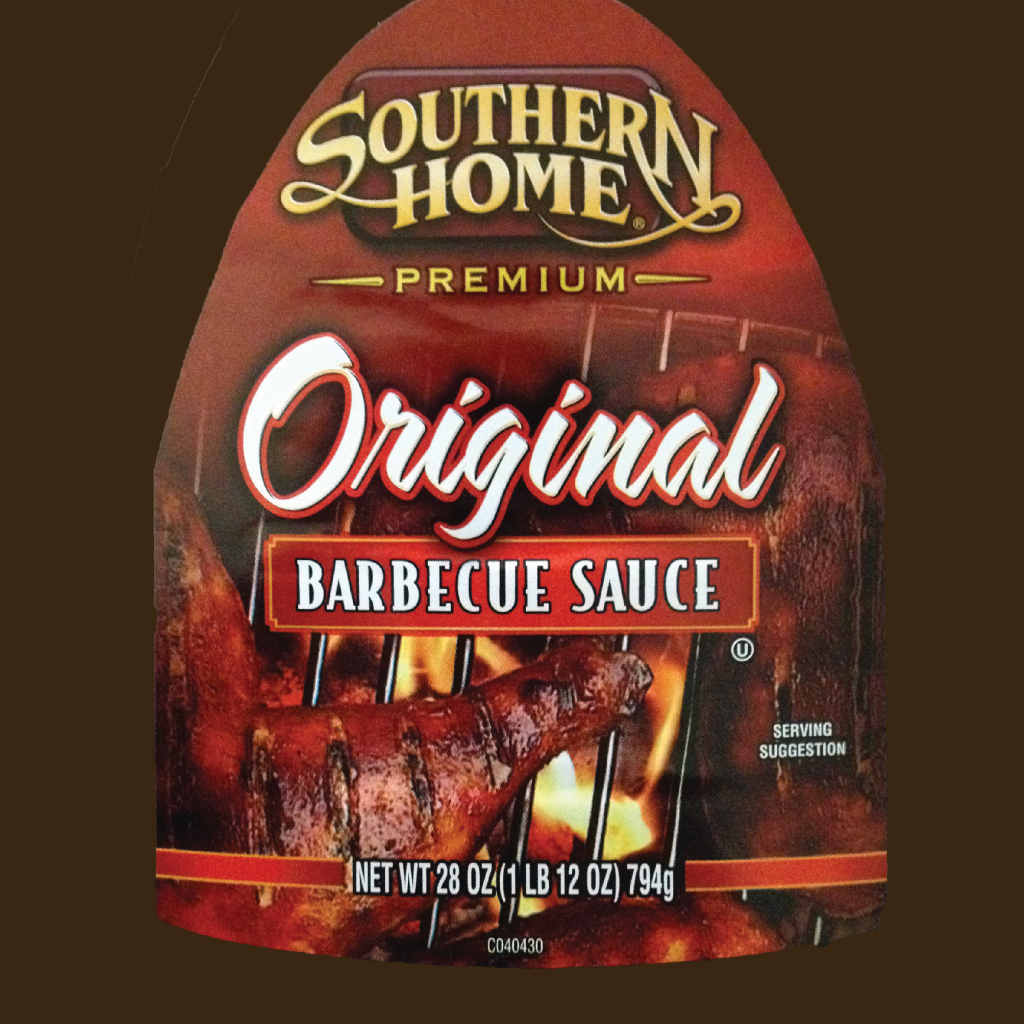 SOUTHERN
HOME®
PREMIUM
Original
BARBECUE SAUCE
U
SERVING
SUGGESTION
NET WT 28 OZ (1 LB 12 OZ) 794g
C040430